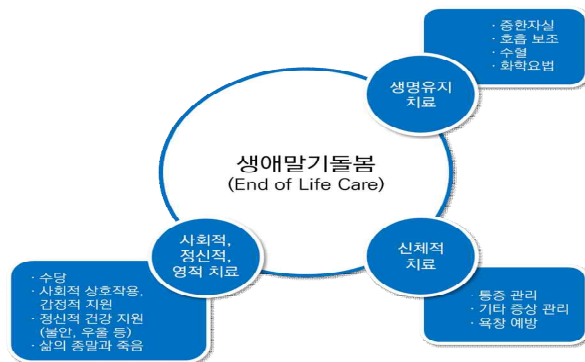 · 중환자실
· 호흡 보조
· 수혈
· 화학요법
생명유지
치료
생애말기돌봄
(End of Life Care)
사회적,
정신적,
영적 치료
신체적
치료
· 수당
· 사회적 상호작용,
감정적 지원
· 정신적 건강 지원
(불안, 우울 등)
· 삶의 종말과 죽음
· 통증 관리
· 기타 증상 관리
· 욕창 예방